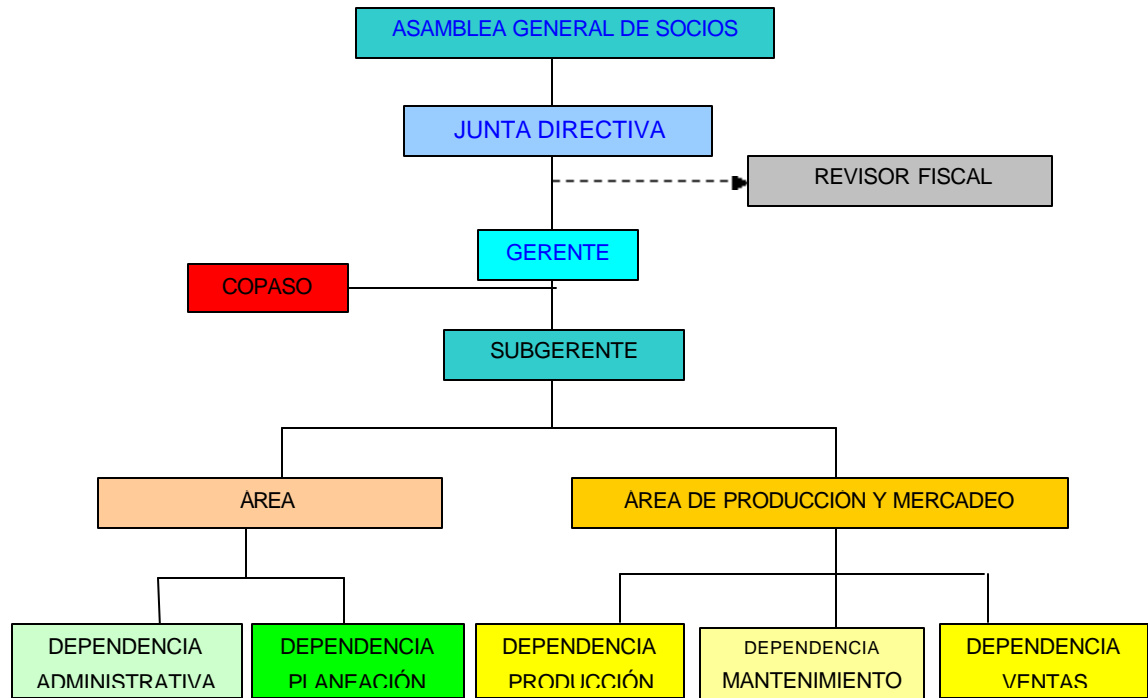 ASAMBLEA GENERAL DE SOCIOS
JUNTA DIRECTIVA
REVISOR FISCAL
GERENTE
COPASO
SUBGERENTE
AREA
AREA DE PRODUCCION Y MERCADEO
DEPENDENCIA
ADMINISTRATIVA
DEPENDENCIA
PLANEACIÓN
DEPENDENCIA
PRODUCCIÓN
DEPENDENCIA
MANTENIMIENTO
DEPENDENCIA
VENTAS